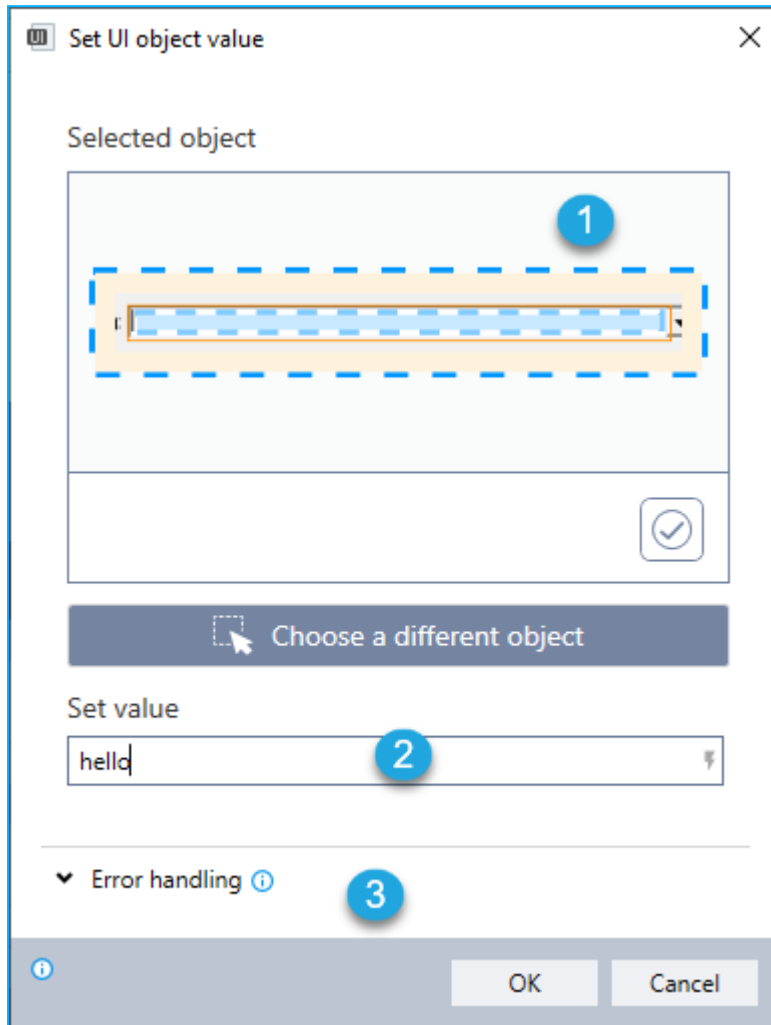 Set UI object value
Selected object
1
Choose a different object
Set value
hello
2
Error handling
3
OK Cancel